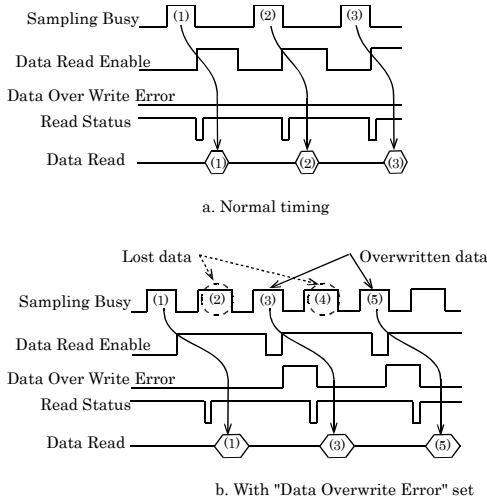 Sampling Busy (1) (2) (3)
Data Read Enable
Data Over Write Error
Read Status
Data Read (1) (2) (3)
a. Normal timing
Lost data Overwritten data
Sampling Busy (1) (2) (3) (4) (5)
Data Read Enable
Data Over Write Error
Read Status
Data Read (1) (3) (5)
b. With "Data Overwrite Error" set